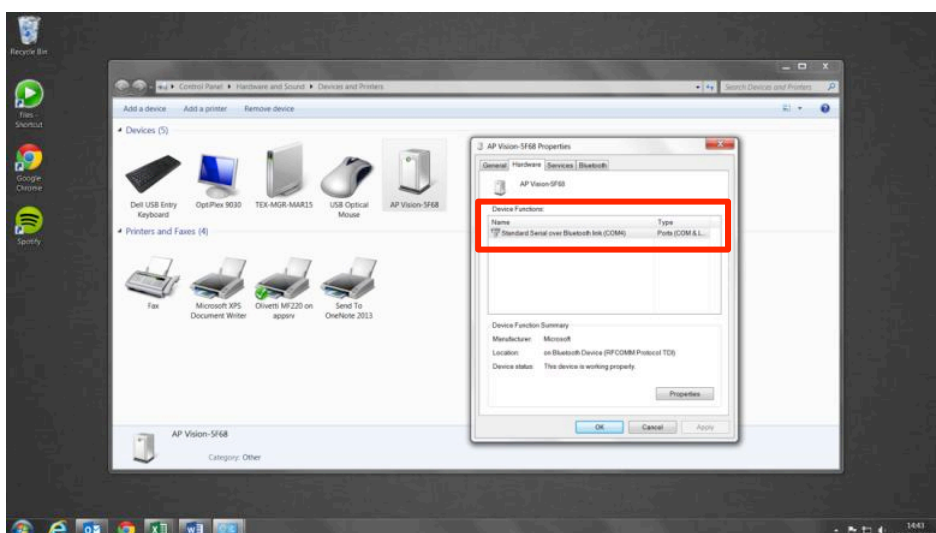 Recycle Bin
Files -
Shortcut
Google
Chrome
Spotify
Control Panel
Hardware and Sound
Devices and Printers
Search Devices and Printers
Add a device
Add a printer
Remove device
Devices (5)
Dell USB Entry
Keyboard
OptiPlex 9030
TEX-MGR-MAR15
USB Optical
Mouse
AP Vision-5F68
Printers and Faxes (4)
Fax
Microsoft XPS
Document Writer
Olivetti MF220 on
appsrv
Send To
OneNote 2013
AP Vision-5F68 Properties
General Hardware Services Bluetooth
AP Vision-5F68
Device Functions:
Name Type
Standard Serial over Bluetooth link (COM4) Ports (COM & L...
Device Function Summary
Manufacturer: Microsoft
Location: on Bluetooth Device (RFCOMM Protocol TDI)
Device status: This device is working properly.
Properties
OK Cancel Apply
AP Vision-5F68
Category: Other
14:43